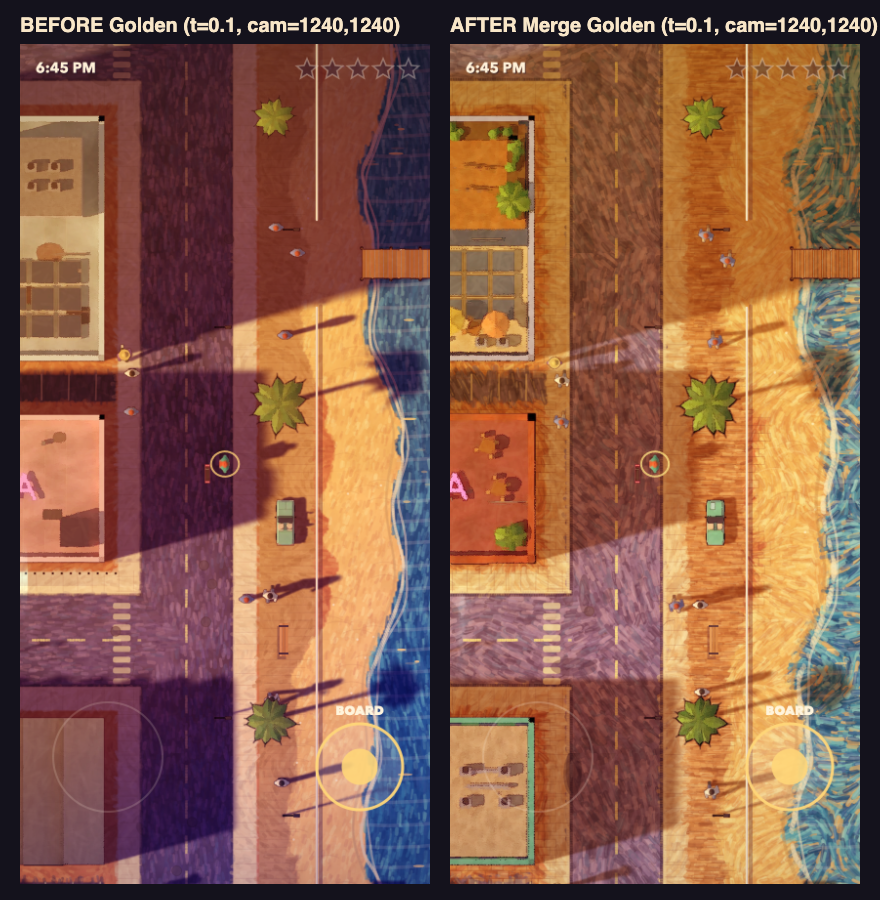 BEFORE Golden (t=0.1, cam=1240,1240)
AFTER Merge Golden (t=0.1, cam=1240,1240)
6:45 PM
6:45 PM
A
A
BOARD
BOARD